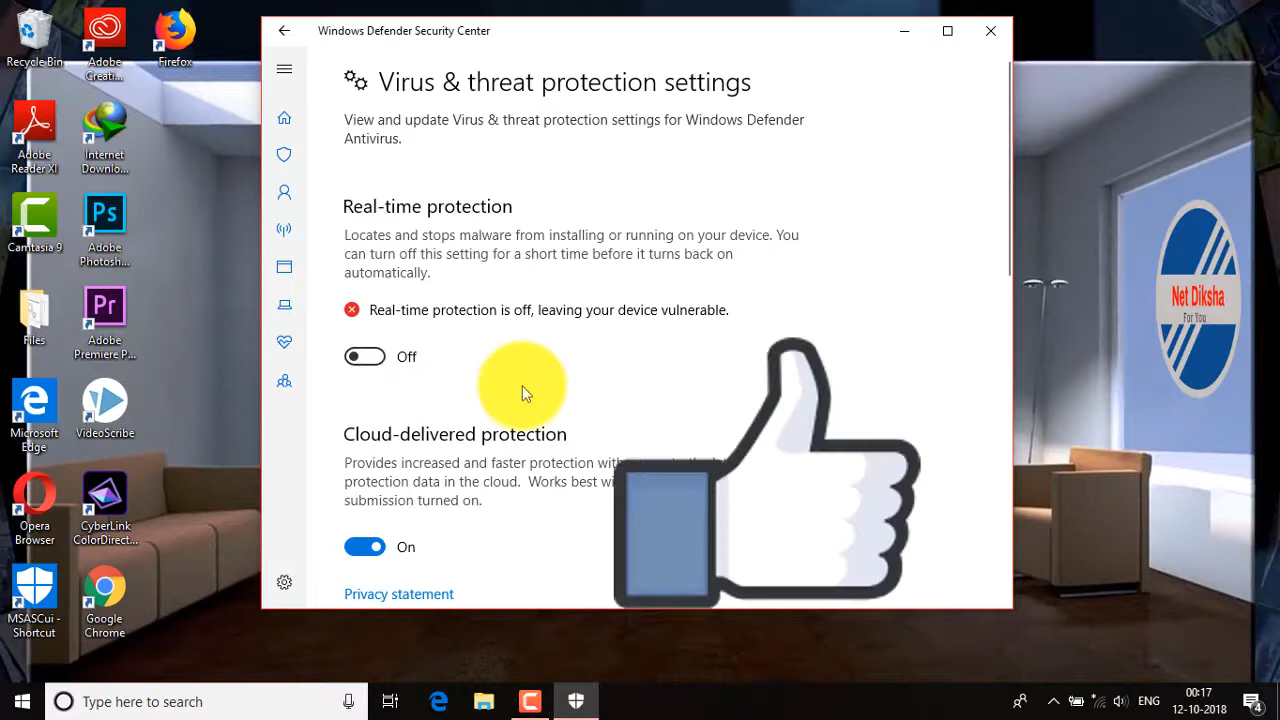 Recycle Bin
Adobe
Creati...
Firefox
Adobe
Reader XI
Internet
Downlo...
Camtasia 9
Ps
Adobe
Photosh...
Files
Pr
Adobe
Premiere P...
Microsoft
Edge
VideoScribe
Opera
Browser
CyberLink
ColorDirect...
MSASCui -
Shortcut
Google
Chrome
Windows Defender Security Center
Virus & threat protection settings
View and update Virus & threat protection settings for Windows Defender
Antivirus.
Real-time protection
Locates and stops malware from installing or running on your device. You
can turn off this setting for a short time before it turns back on
automatically.
Real-time protection is off, leaving your device vulnerable.
Off
Cloud-delivered protection
Provides increased and faster protection with
protection data in the cloud. Works best
submission turned on.
On
Privacy statement
Net Diksha
For You
Type here to search
ENG
00:17
12-10-2018
4